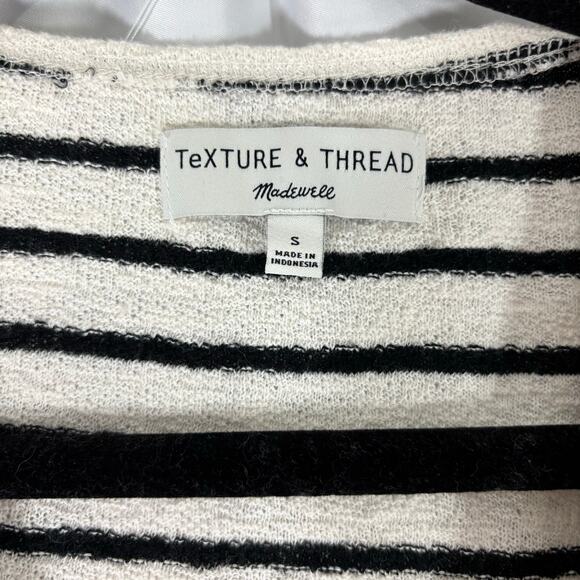 TeXTURE & THREAD
Madewell
S
MADE IN
INDONESIA